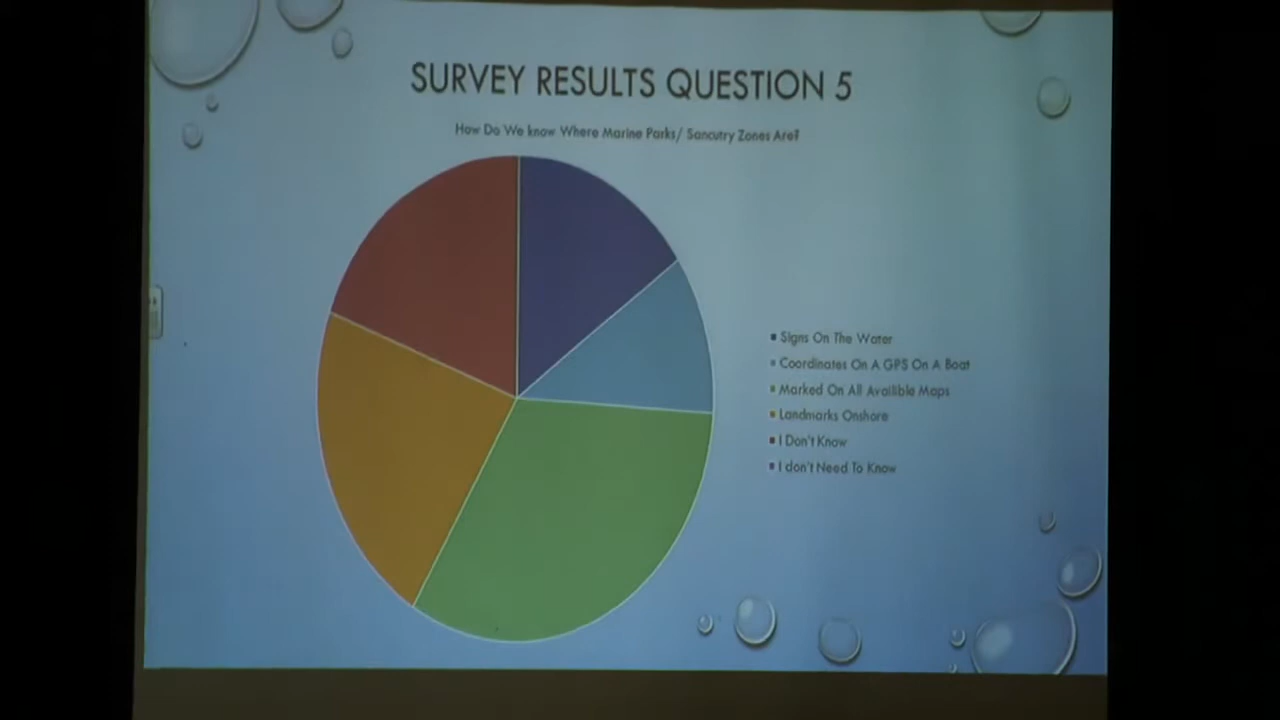 SURVEY RESULTS QUESTION 5
How Do We know Where Marine Parks/ Sancutry Zones Are?
Signs On The Water
Coordinates On A GPS On A Boat
Marked On All Availible Maps
Landmarks Onshore
I Don't Know
I don't Need To Know